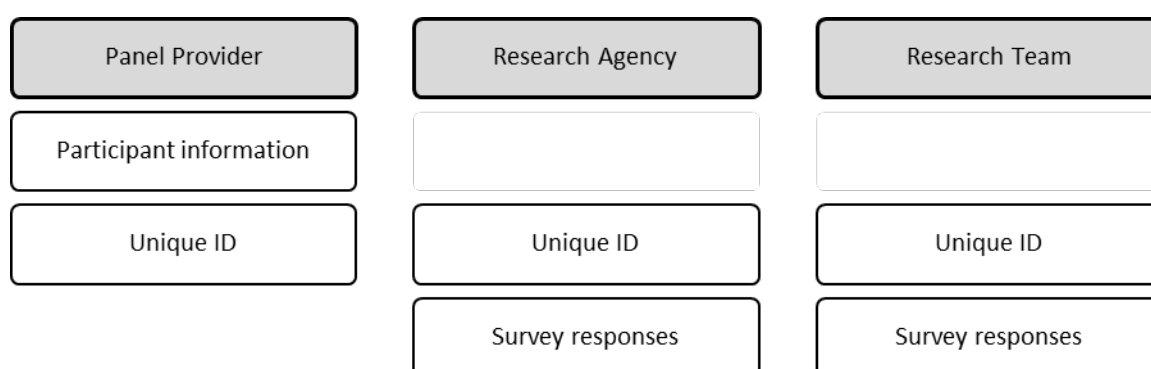 Panel Provider
Research Agency
Research Team
Participant information
Unique ID
Unique ID
Unique ID
Survey responses
Survey responses